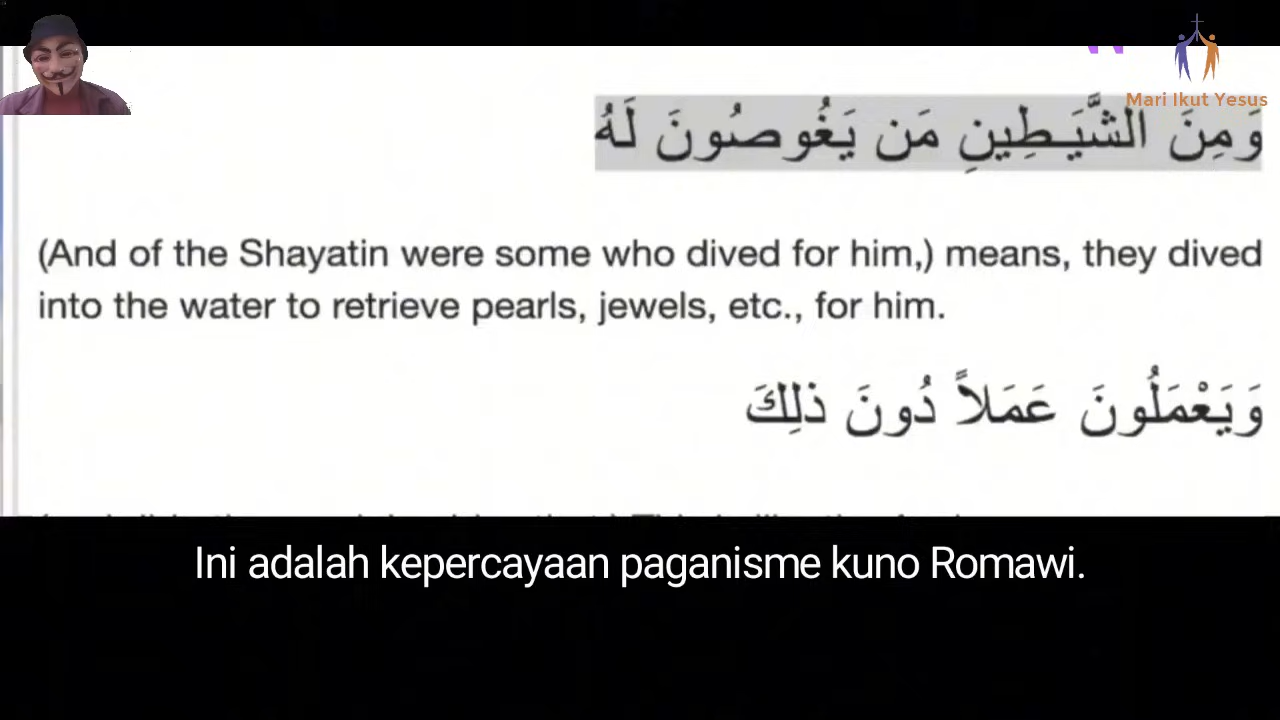 Mari Ikut Yesus
وَمِنَ الشَّيَـطِينِ مَن يَغُوصُونَ لَهُ
(And of the Shayatin were some who dived for him,) means, they dived
into the water to retrieve pearls, jewels, etc., for him.
وَيَعْمَلُونَ عَمَلاً دُونَ ذلِكَ
Ini adalah kepercayaan paganisme kuno Romawi.